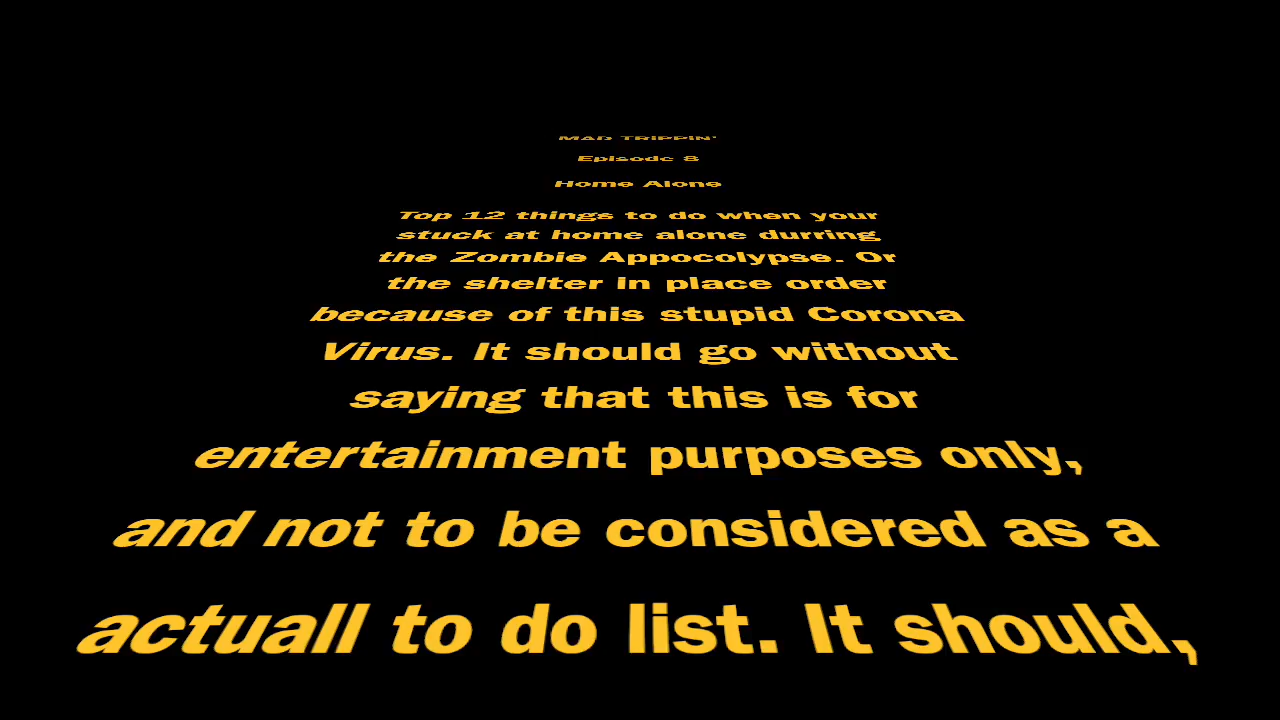 MAD TRIPPIN'
Episode 8
Home Alone
Top 12 things to do when your
stuck at home alone durring
the Zombie Appocolypse. Or
the shelter in place order
because of this stupid Corona
Virus. It should go without
saying that this is for
entertainment purposes only,
and not to be considered as a
actuall to do list. It should,